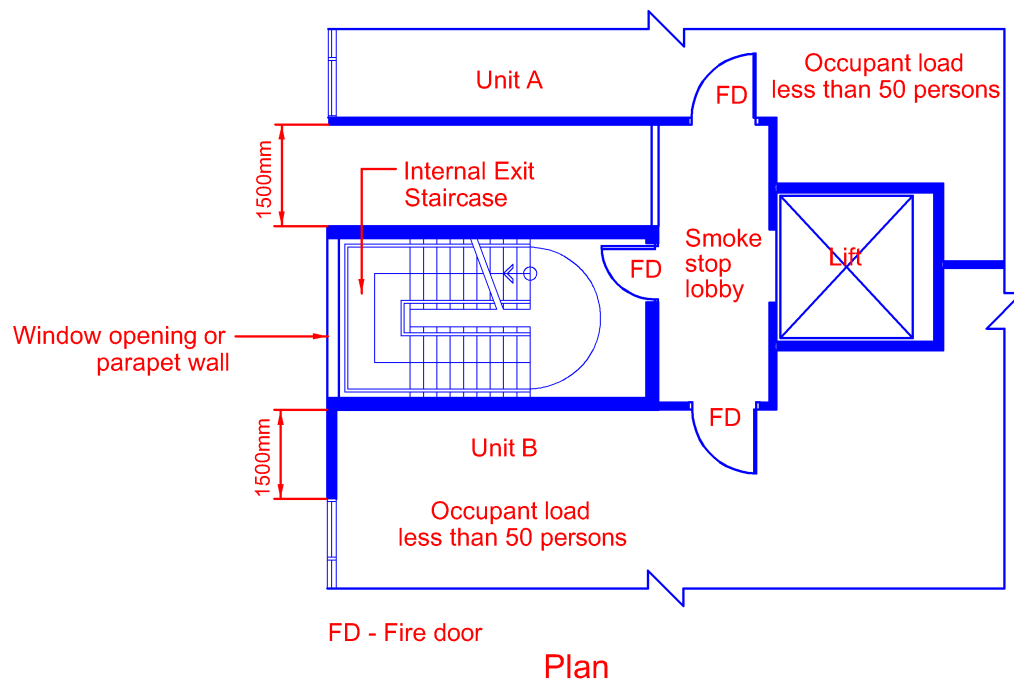 Unit A
Occupant load
less than 50 persons
FD
1500mm
Internal Exit
Staircase
Smoke
stop
lobby
FD
Lift
Window opening or
parapet wall
FD
1500mm
Unit B
Occupant load
less than 50 persons
FD - Fire door
Plan